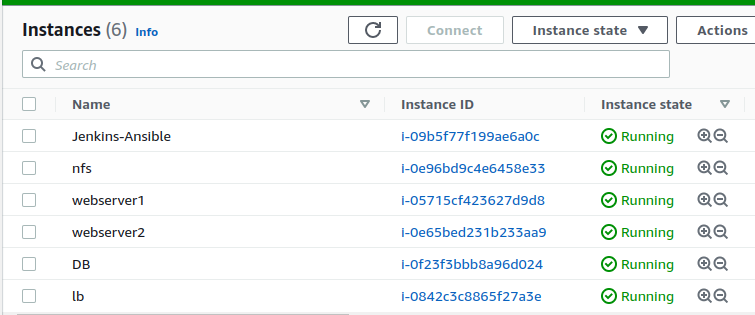 Instances (6) Info Connect Instance state Actions
Search
Name Instance ID Instance state
Jenkins-Ansible i-09b5f77f199ae6a0c Running
nfs i-0e96bd9c4e6458e33 Running
webserver1 i-05715cf423627d9d8 Running
webserver2 i-0e65bed231b233aa9 Running
DB i-0f23f3bbb8a96d024 Running
lb i-0842c3c8865f27a3e Running